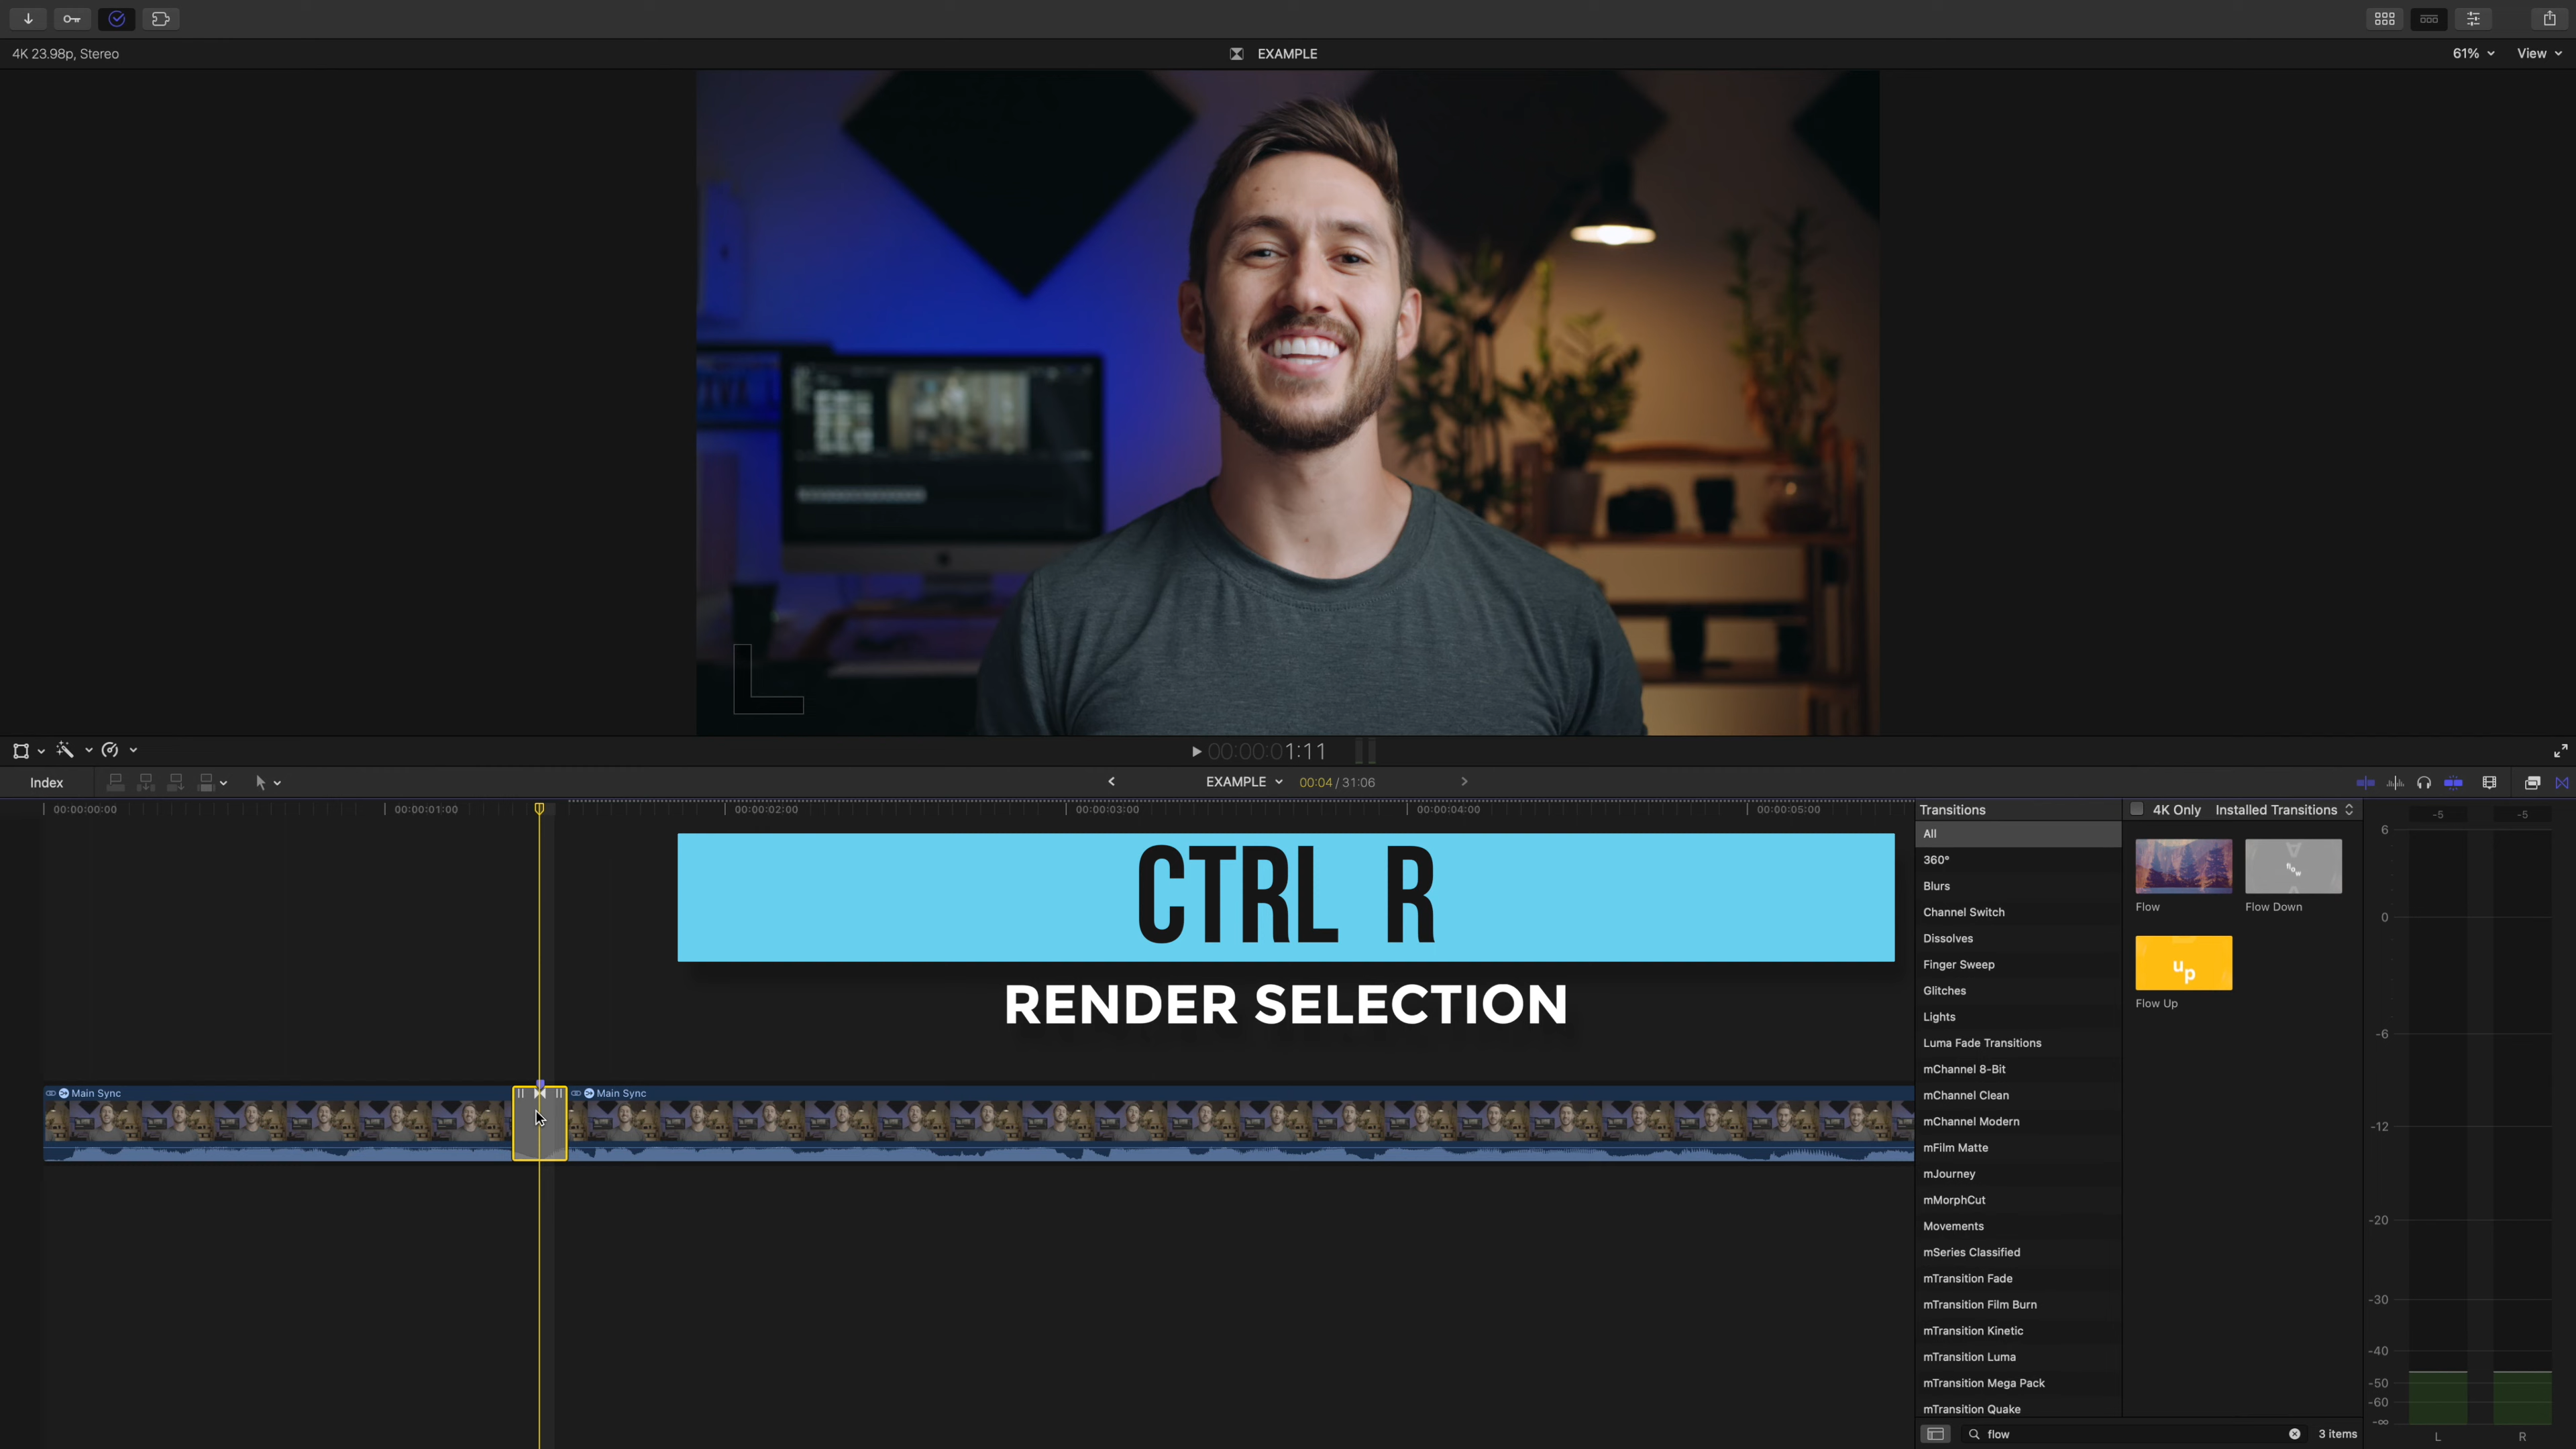 4K 23.98p, Stereo
EXAMPLE
61%
View
00:00:01:11
Index
EXAMPLE
00:04 / 31:06
00:00:00:00
00:00:01:00
00:00:02:00
00:00:03:00
00:00:04:00
00:00:05:00
CTRL R
RENDER SELECTION
Main Sync
Main Sync
Transitions
4K Only
Installed Transitions
All
360°
Blurs
Channel Switch
Dissolves
Finger Sweep
Glitches
Lights
Luma Fade Transitions
mChannel 8-Bit
mChannel Clean
mChannel Modern
mFilm Matte
mJourney
mMorphCut
Movements
mSeries Classified
mTransition Fade
mTransition Film Burn
mTransition Kinetic
mTransition Luma
mTransition Mega Pack
mTransition Quake
Flow
flow
Flow Down
up
Flow Up
flow
3 items
-5
-5
6
0
-6
-12
-20
-30
-40
-50
-60
-∞
L
R